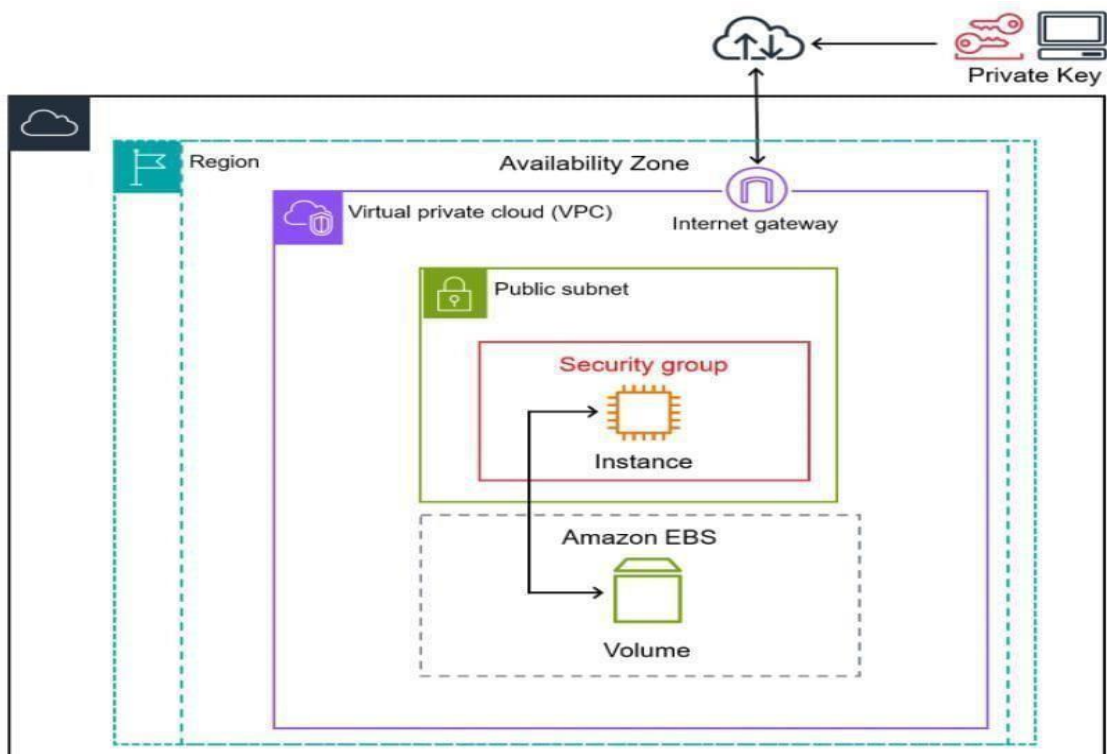 Private Key
Region
Availability Zone
Virtual private cloud (VPC)
Internet gateway
Public subnet
Security group
Instance
Amazon EBS
Volume